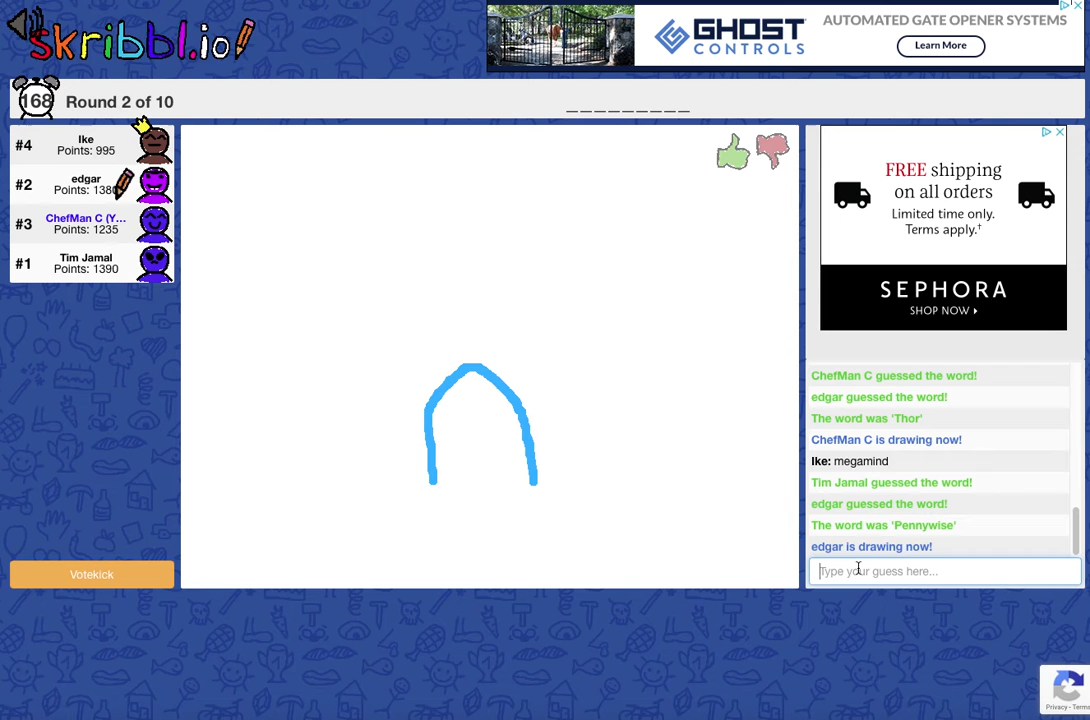 skribbl.io
GHOST
CONTROLS
AUTOMATED GATE OPENER SYSTEMS
Learn More
168
Round 2 of 10
_________
#4
Ike
Points: 995
#2
edgar
Points: 1380
#3
ChefMan C (Y...
Points: 1235
#1
Tim Jamal
Points: 1390
Votekick
FREE shipping
on all orders
Limited time only.
Terms apply.†
SEPHORA
SHOP NOW
ChefMan C guessed the word!
edgar guessed the word!
The word was 'Thor'
ChefMan C is drawing now!
Ike: megamind
Tim Jamal guessed the word!
edgar guessed the word!
The word was 'Pennywise'
edgar is drawing now!
Type your guess here...
Privacy - Terms